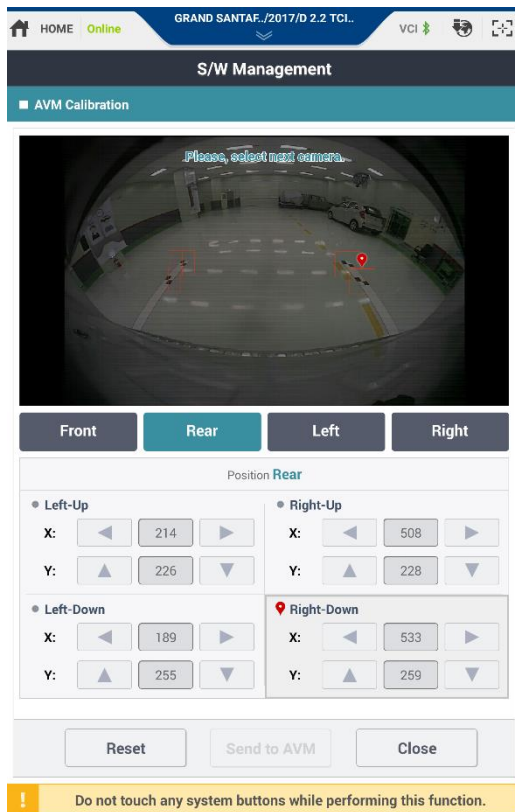 HOME Online GRAND SANTAF../2017/D 2.2 TCI.. VCI
S/W Management
AVM Calibration
Please, select next camera.
Front Rear Left Right
Position Rear
Left-Up Right-Up
X: 214 X: 508
Y: 226 Y: 228
Left-Down Right-Down
X: 189 X: 533
Y: 255 Y: 259
Reset Send to AVM Close
! Do not touch any system buttons while performing this function.